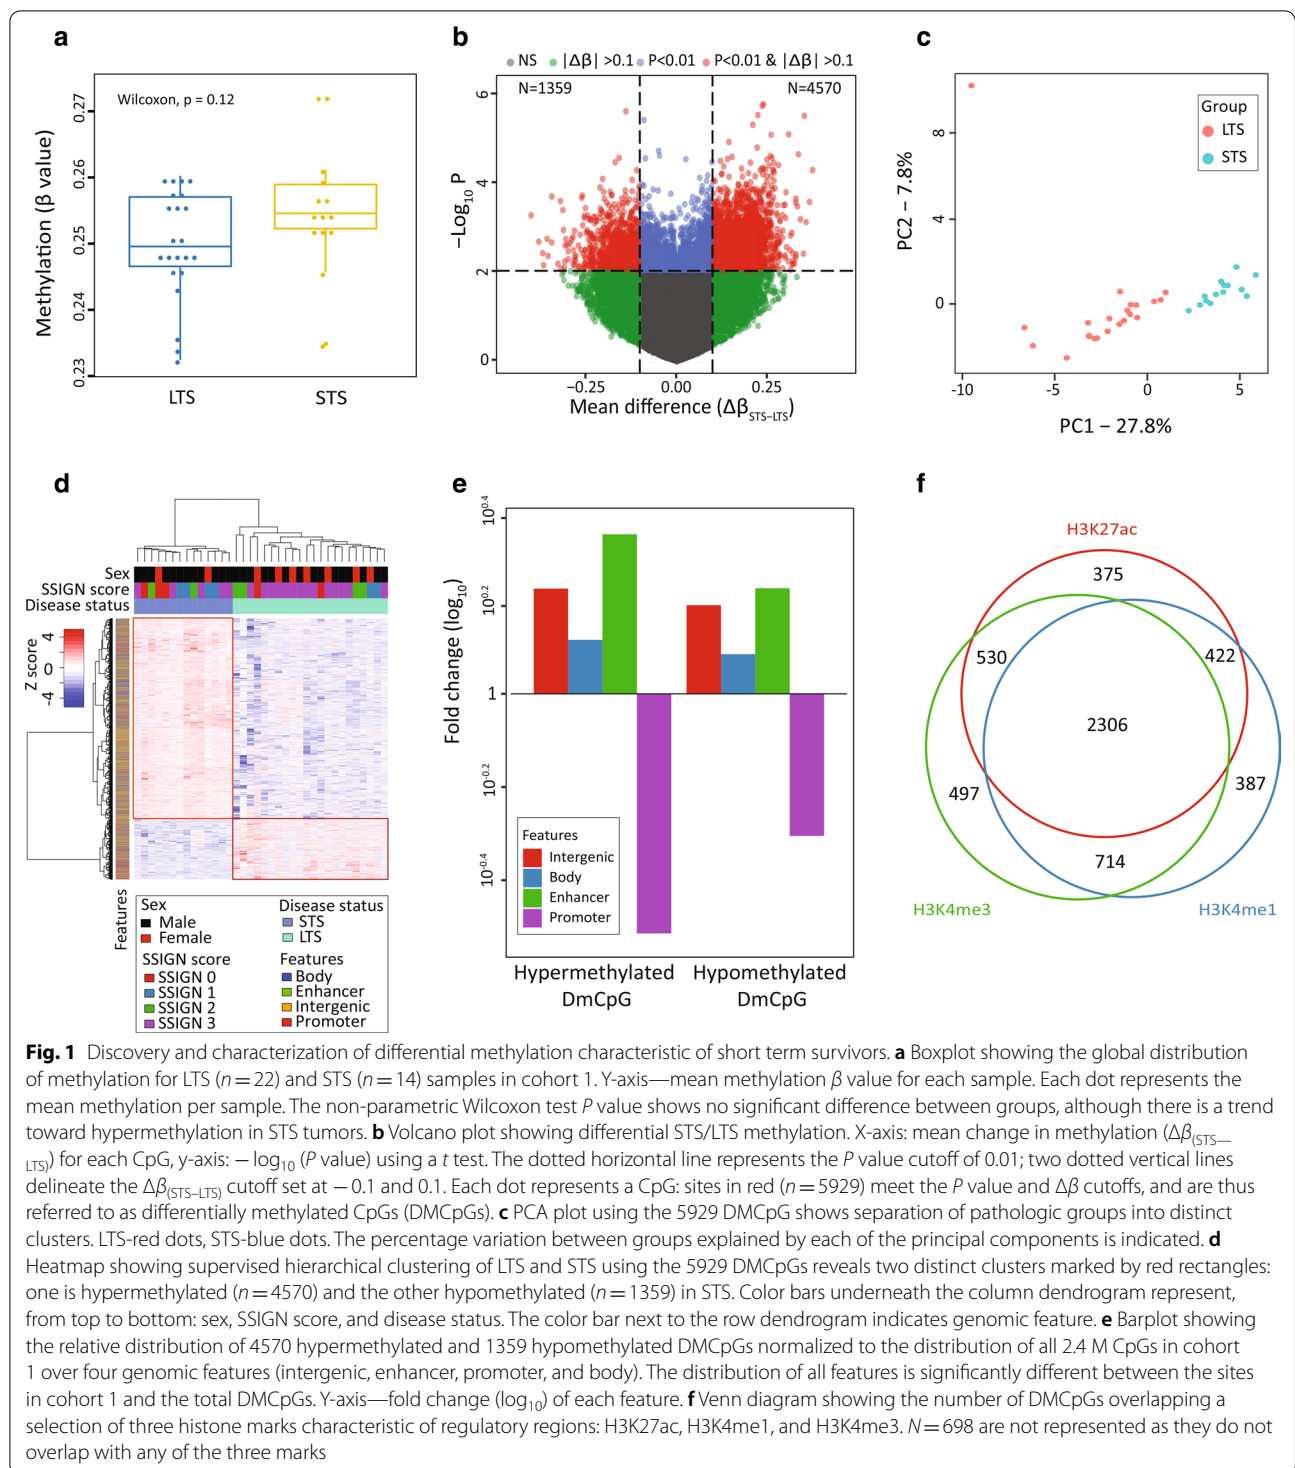 a
Wilcoxon, p = 0.12
Methylation (β value)
0.27
0.26
0.25
0.24
0.23
LTS
STS
b
NS |Δβ| >0.1 P<0.01 P<0.01 & |Δβ| >0.1
N=1359
N=4570
−Log10 P
6
4
2
0
−0.25
0.00
0.25
Mean difference (ΔβSTS−LTS)
c
Group
LTS
STS
PC2 − 7.8%
8
4
0
-10
-5
0
5
PC1 − 27.8%
d
Sex
SSIGN score
Disease status
Z score
4
0
-4
Features
Sex
Male
Female
SSIGN score
SSIGN 0
SSIGN 1
SSIGN 2
SSIGN 3
Disease status
STS
LTS
Features
Body
Enhancer
Intergenic
Promoter
e
Fold change (log10)
10^0.4
10^0.2
1
10^-0.2
10^-0.4
Features
Intergenic
Body
Enhancer
Promoter
Hypermethylated
DmCpG
Hypomethylated
DmCpG
f
H3K27ac
375
530
422
2306
497
387
714
H3K4me3
H3K4me1
Fig. 1 Discovery and characterization of differential methylation characteristic of short term survivors. a Boxplot showing the global distribution
of methylation for LTS (n = 22) and STS (n = 14) samples in cohort 1. Y-axis—mean methylation β value for each sample. Each dot represents the
mean methylation per sample. The non-parametric Wilcoxon test P value shows no significant difference between groups, although there is a trend
toward hypermethylation in STS tumors. b Volcano plot showing differential STS/LTS methylation. X-axis: mean change in methylation (Δβ(STS—
LTS)) for each CpG, y-axis: − log10 (P value) using a t test. The dotted horizontal line represents the P value cutoff of 0.01; two dotted vertical lines
delineate the Δβ(STS–LTS) cutoff set at − 0.1 and 0.1. Each dot represents a CpG: sites in red (n = 5929) meet the P value and Δβ cutoffs, and are thus
referred to as differentially methylated CpGs (DMCpGs). c PCA plot using the 5929 DMCpG shows separation of pathologic groups into distinct
clusters. LTS-red dots, STS-blue dots. The percentage variation between groups explained by each of the principal components is indicated. d
Heatmap showing supervised hierarchical clustering of LTS and STS using the 5929 DMCpGs reveals two distinct clusters marked by red rectangles:
one is hypermethylated (n = 4570) and the other hypomethylated (n = 1359) in STS. Color bars underneath the column dendrogram represent,
from top to bottom: sex, SSIGN score, and disease status. The color bar next to the row dendrogram indicates genomic feature. e Barplot showing
the relative distribution of 4570 hypermethylated and 1359 hypomethylated DMCpGs normalized to the distribution of all 2.4 M CpGs in cohort
1 over four genomic features (intergenic, enhancer, promoter, and body). The distribution of all features is significantly different between the sites
in cohort 1 and the total DMCpGs. Y-axis—fold change (log10) of each feature. f Venn diagram showing the number of DMCpGs overlapping a
selection of three histone marks characteristic of regulatory regions: H3K27ac, H3K4me1, and H3K4me3. N = 698 are not represented as they do not
overlap with any of the three marks